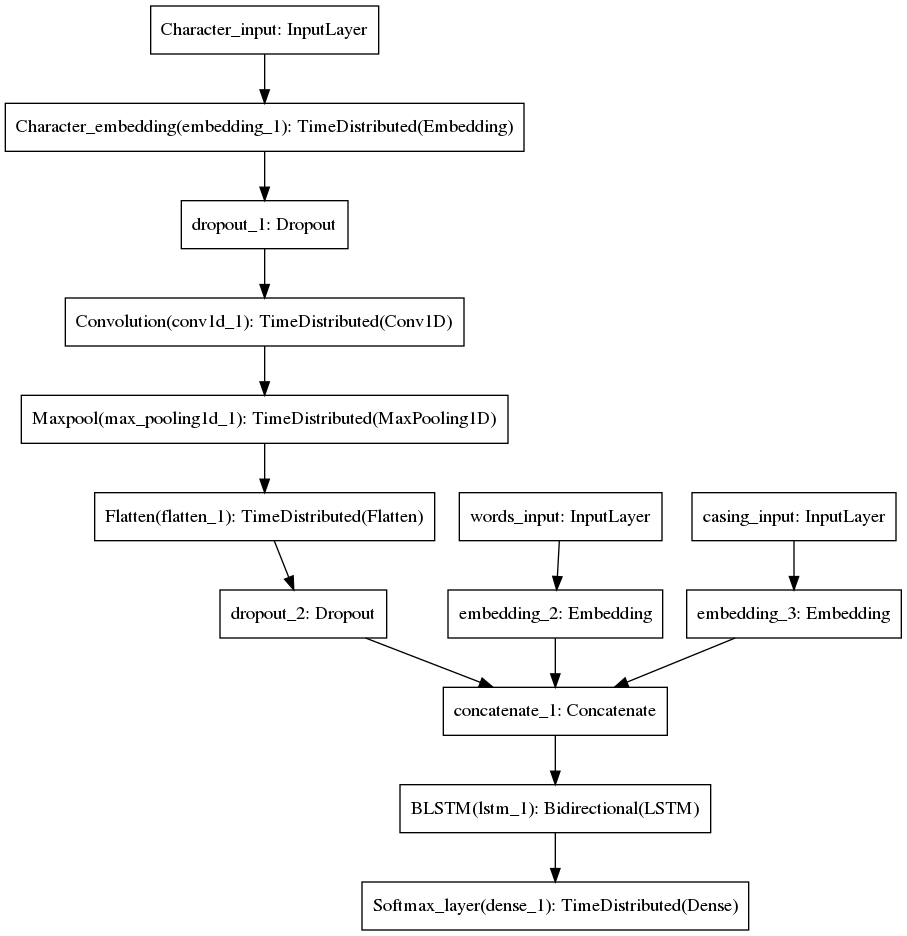 Character_input: InputLayer
Character_embedding(embedding_1): TimeDistributed(Embedding)
dropout_1: Dropout
Convolution(conv1d_1): TimeDistributed(Conv1D)
Maxpool(max_pooling1d_1): TimeDistributed(MaxPooling1D)
Flatten(flatten_1): TimeDistributed(Flatten)
words_input: InputLayer
casing_input: InputLayer
dropout_2: Dropout
embedding_2: Embedding
embedding_3: Embedding
concatenate_1: Concatenate
BLSTM(lstm_1): Bidirectional(LSTM)
Softmax_layer(dense_1): TimeDistributed(Dense)